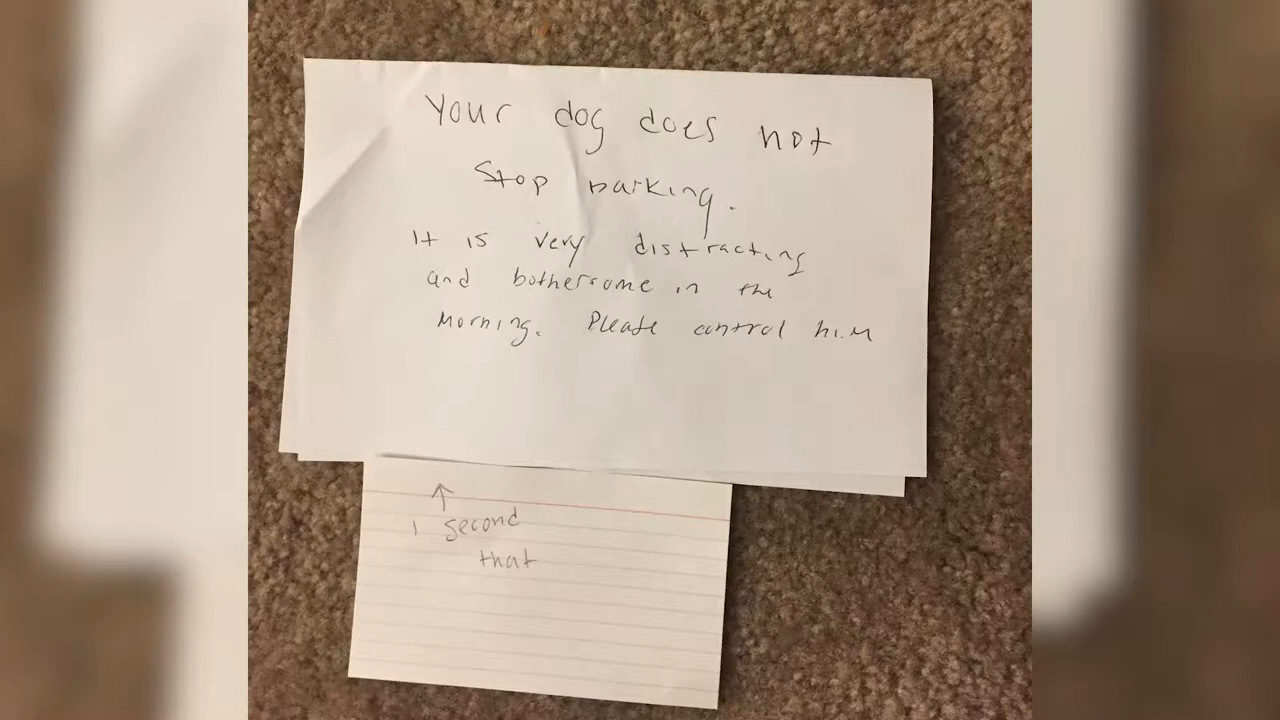 Your dog does not
Stop barking.
It is very distracting
and bothersome in the
morning. Please control him
↑
I second
that